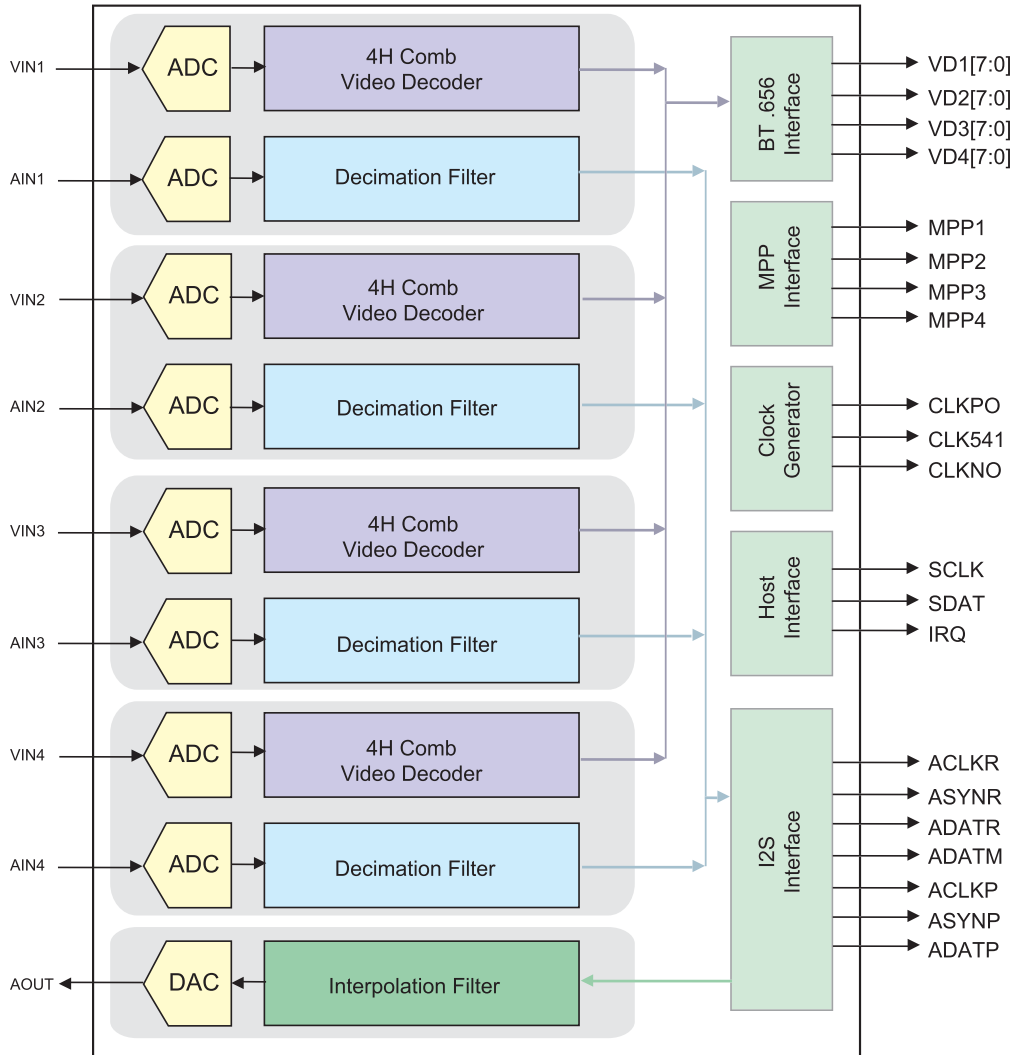 VIN1
ADC
4H Comb
Video Decoder
AIN1
ADC
Decimation Filter
VIN2
ADC
4H Comb
Video Decoder
AIN2
ADC
Decimation Filter
VIN3
ADC
4H Comb
Video Decoder
AIN3
ADC
Decimation Filter
VIN4
ADC
4H Comb
Video Decoder
AIN4
ADC
Decimation Filter
AOUT
DAC
Interpolation Filter
BT .656
Interface
VD1[7:0]
VD2[7:0]
VD3[7:0]
VD4[7:0]
MPP
Interface
MPP1
MPP2
MPP3
MPP4
Clock
Generator
CLKPO
CLK541
CLKNO
Host
Interface
SCLK
SDAT
IRQ
I2S
Interface
ACLKR
ASYNR
ADATR
ADATM
ACLKP
ASYNP
ADATP